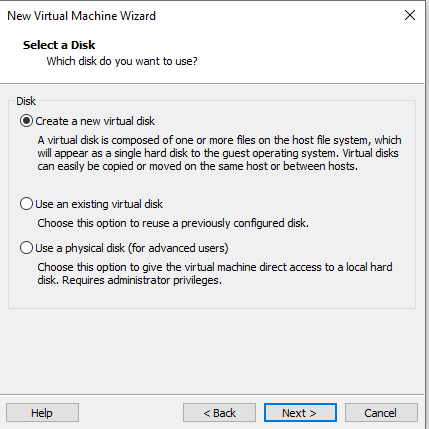 New Virtual Machine Wizard
Select a Disk
Which disk do you want to use?
Disk
Create a new virtual disk
A virtual disk is composed of one or more files on the host file system, which
will appear as a single hard disk to the guest operating system. Virtual disks
can easily be copied or moved on the same host or between hosts.
Use an existing virtual disk
Choose this option to reuse a previously configured disk.
Use a physical disk (for advanced users)
Choose this option to give the virtual machine direct access to a local hard
disk. Requires administrator privileges.
Help
< Back
Next >
Cancel